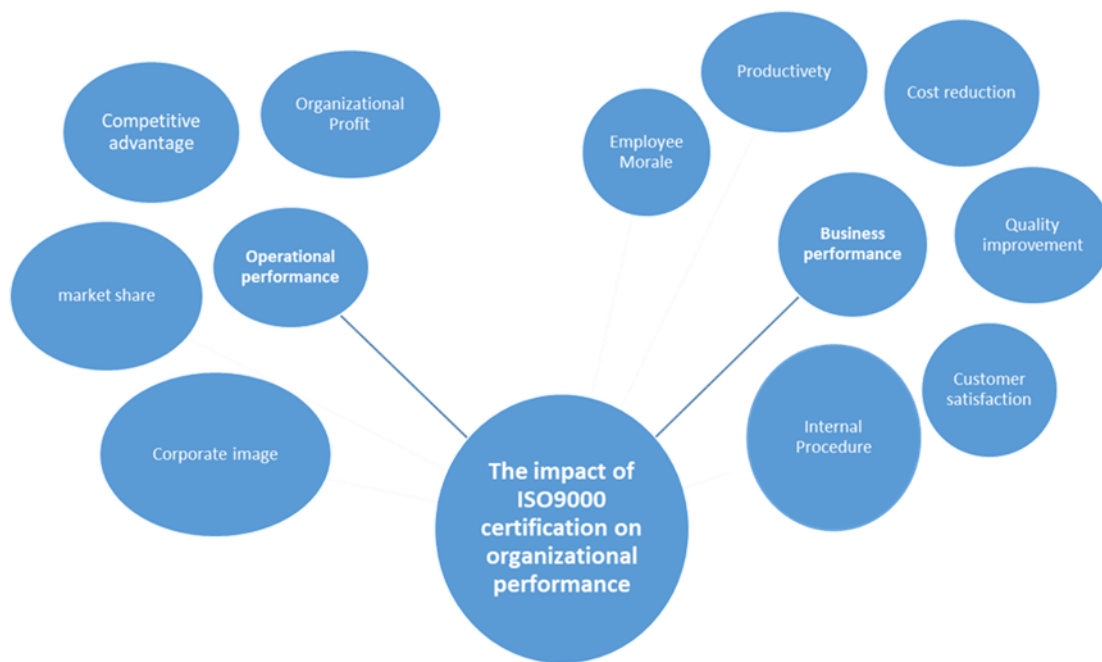 Competitive
advantage
Organizational
Profit
Operational
performance
market share
Corporate image
Employee
Morale
Productivety
Cost reduction
Business
performance
Quality
improvement
Customer
satisfaction
Internal
Procedure
The impact of
ISO9000
certification on
organizational
performance